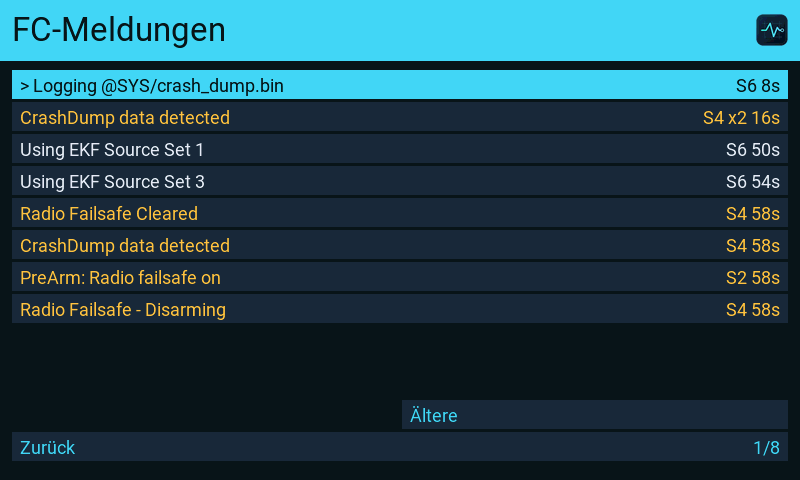 FC-Meldungen
> Logging @SYS/crash_dump.bin S6 8s
CrashDump data detected S4 x2 16s
Using EKF Source Set 1 S6 50s
Using EKF Source Set 3 S6 54s
Radio Failsafe Cleared S4 58s
CrashDump data detected S4 58s
PreArm: Radio failsafe on S2 58s
Radio Failsafe - Disarming S4 58s
Ältere
Zurück 1/8